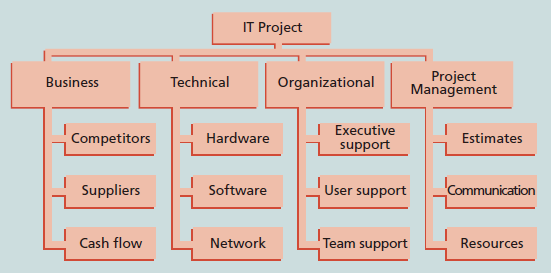 IT Project
Business
Technical
Organizational
Project
Management
Competitors
Hardware
Executive
support
Estimates
Suppliers
Software
User support
Communication
Cash flow
Network
Team support
Resources